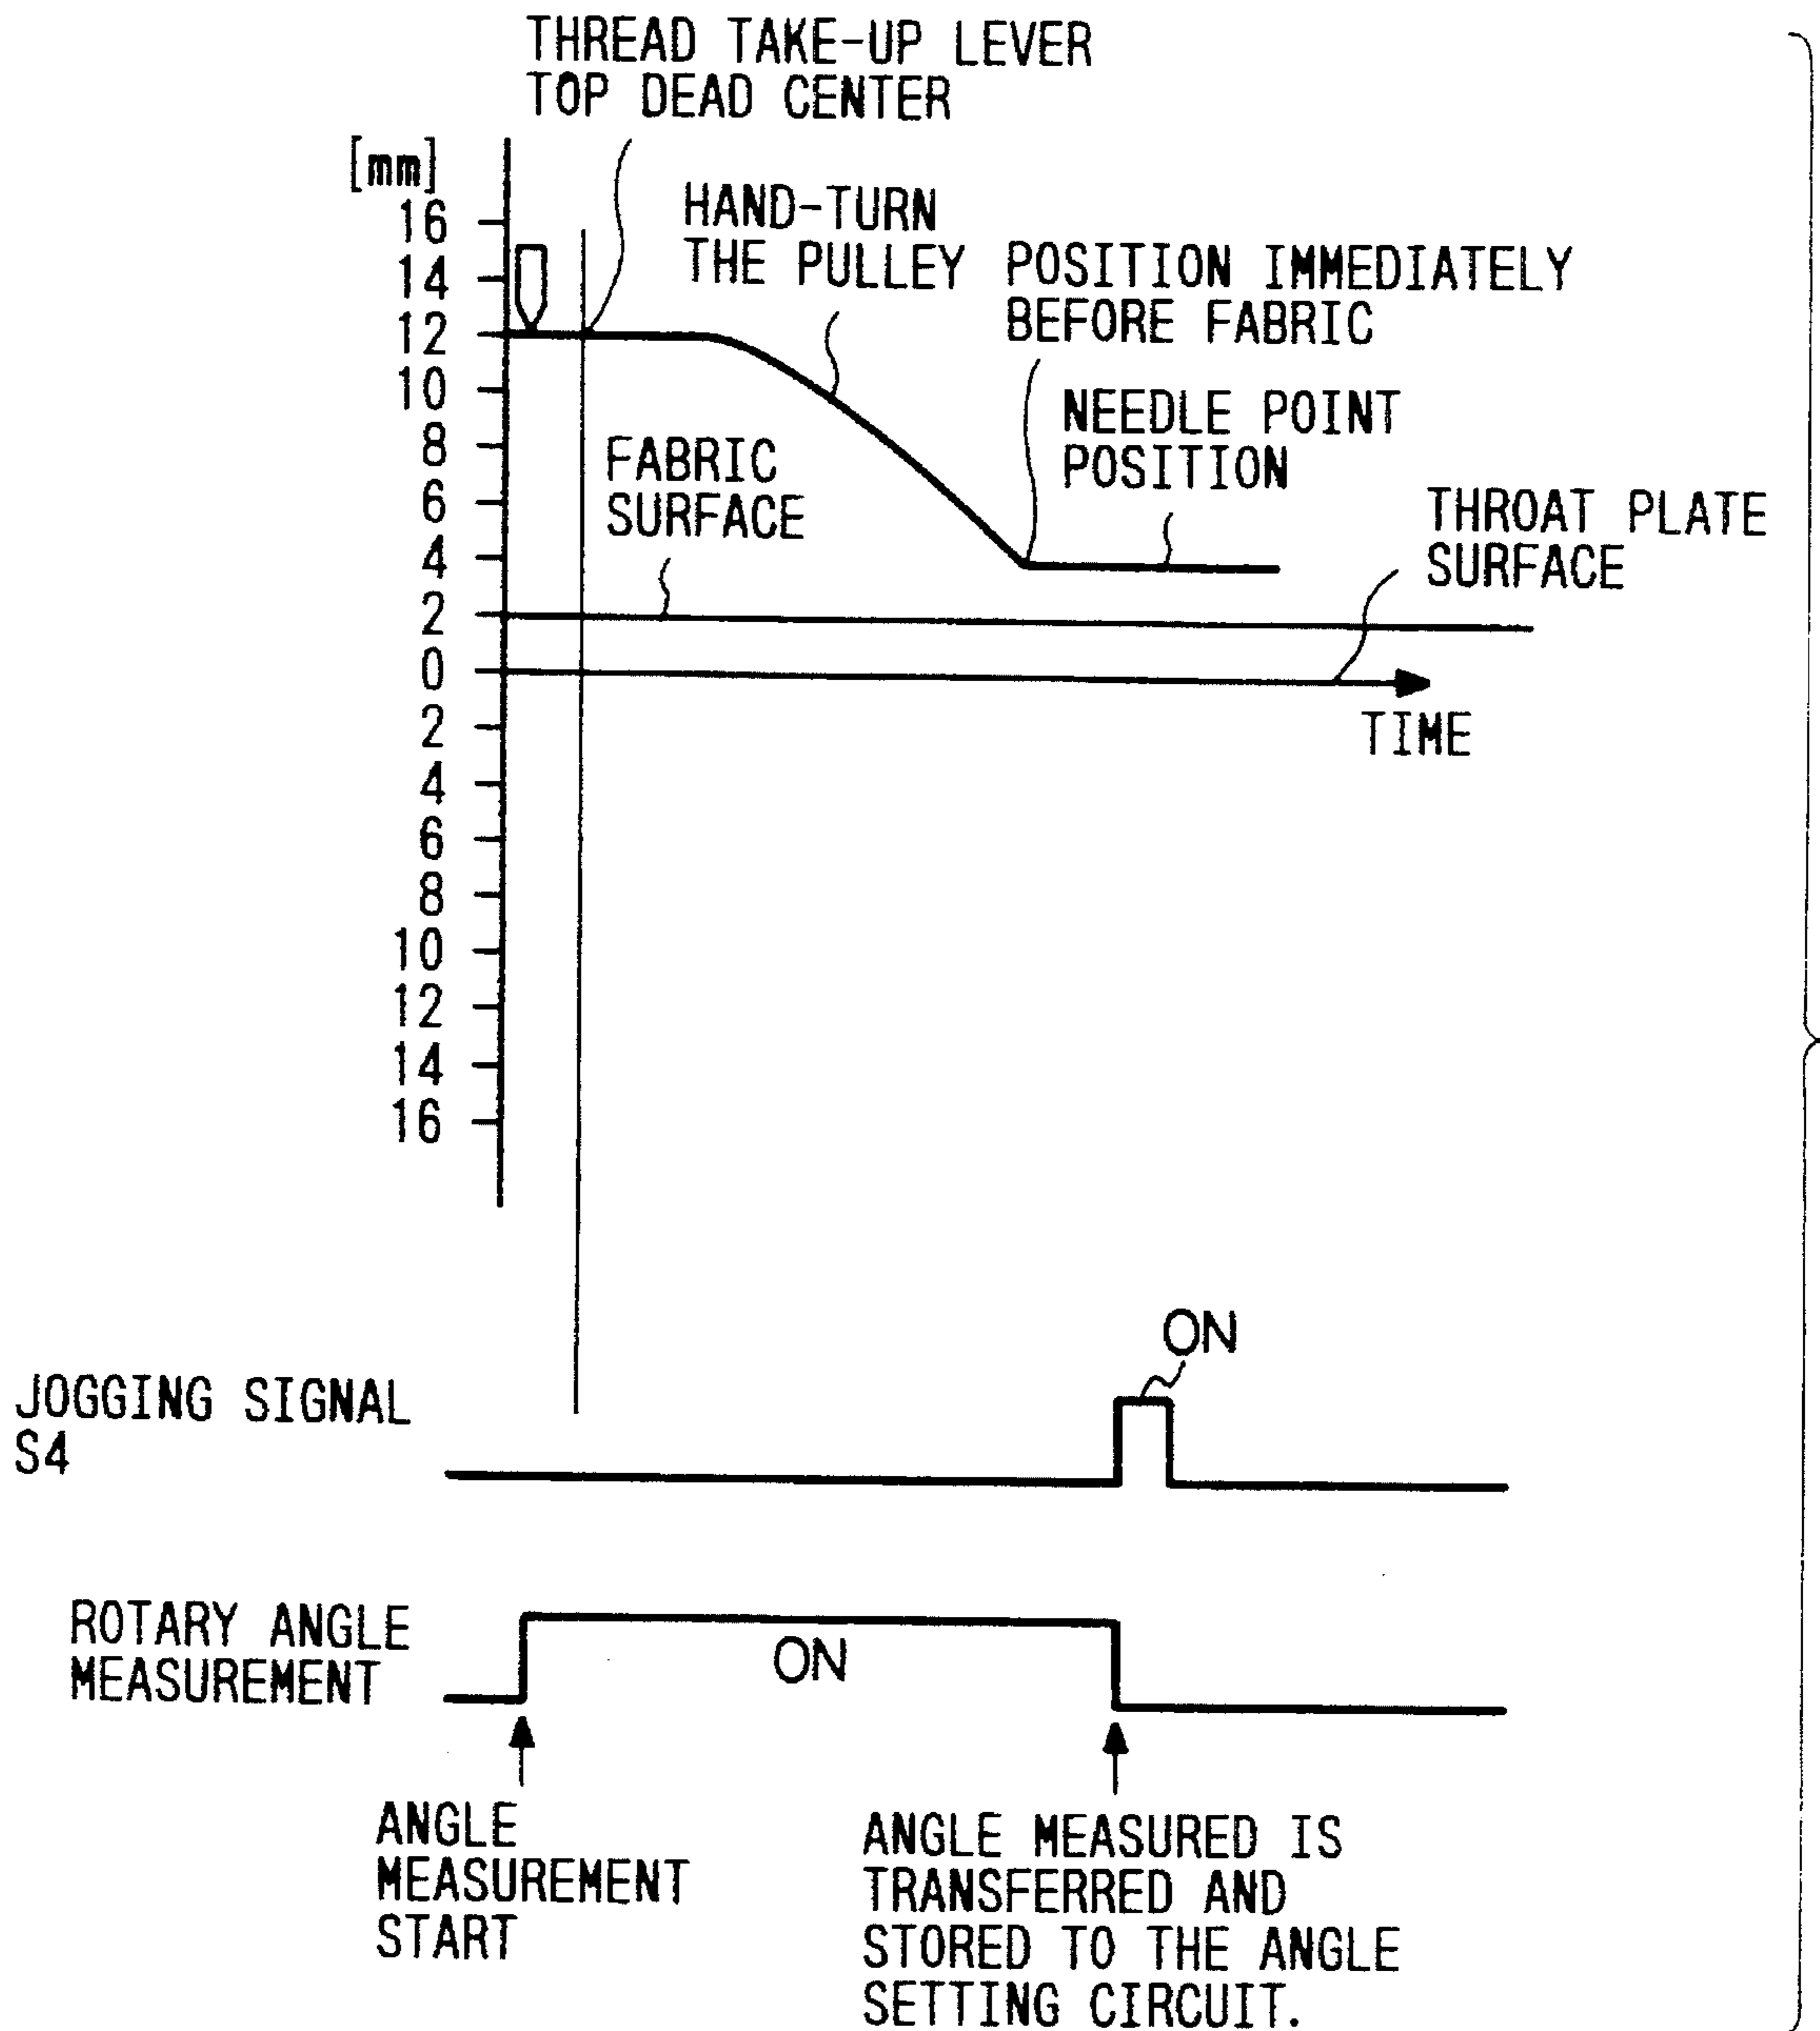 THREAD TAKE-UP LEVER
TOP DEAD CENTER
[mm]
HAND-TURN
THE PULLEY
POSITION IMMEDIATELY
BEFORE FABRIC
NEEDLE POINT
POSITION
FABRIC
SURFACE
THROAT PLATE
SURFACE
16
14
12
10
8
6
4
2
0
2
4
6
8
10
12
14
16
TIME
ON
JOGGING SIGNAL
S4
ROTARY ANGLE
MEASUREMENT
ON
ANGLE
MEASUREMENT
START
ANGLE MEASURED IS
TRANSFERRED AND
STORED TO THE ANGLE
SETTING CIRCUIT.